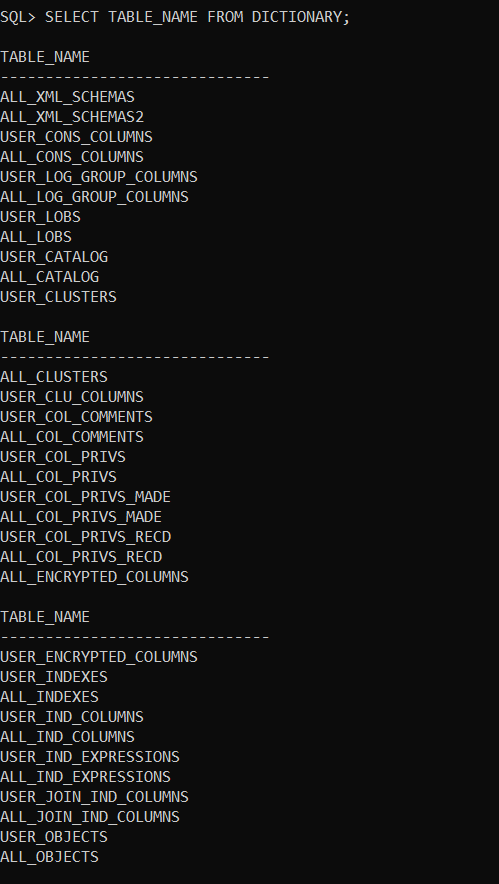 SQL> SELECT TABLE_NAME FROM DICTIONARY;
TABLE_NAME
------------------------------
ALL_XML_SCHEMAS
ALL_XML_SCHEMAS2
USER_CONS_COLUMNS
ALL_CONS_COLUMNS
USER_LOG_GROUP_COLUMNS
ALL_LOG_GROUP_COLUMNS
USER_LOBS
ALL_LOBS
USER_CATALOG
ALL_CATALOG
USER_CLUSTERS
TABLE_NAME
------------------------------
ALL_CLUSTERS
USER_CLU_COLUMNS
USER_COL_COMMENTS
ALL_COL_COMMENTS
USER_COL_PRIVS
ALL_COL_PRIVS
USER_COL_PRIVS_MADE
ALL_COL_PRIVS_MADE
USER_COL_PRIVS_RECD
ALL_COL_PRIVS_RECD
ALL_ENCRYPTED_COLUMNS
TABLE_NAME
------------------------------
USER_ENCRYPTED_COLUMNS
USER_INDEXES
ALL_INDEXES
USER_IND_COLUMNS
ALL_IND_COLUMNS
USER_IND_EXPRESSIONS
ALL_IND_EXPRESSIONS
USER_JOIN_IND_COLUMNS
ALL_JOIN_IND_COLUMNS
USER_OBJECTS
ALL_OBJECTS